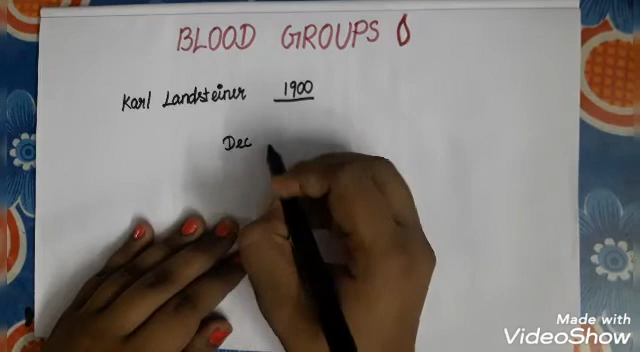 BLOOD GROUPS
Karl Landsteiner 1900
Dec
Made with
VideoShow